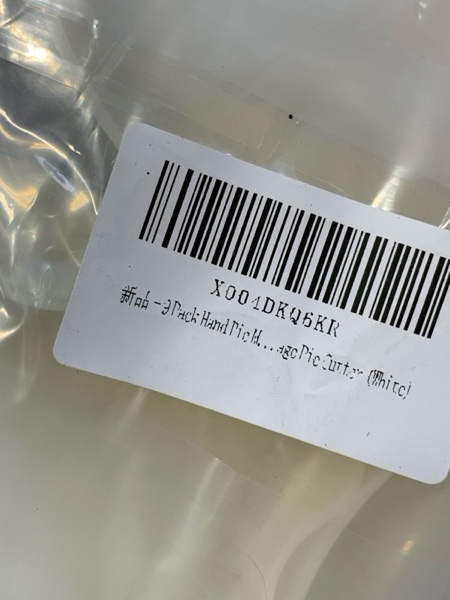 X001DKQ6KR
新品 - 3 Pack Hand Pie M...age Pie Cutter (White)